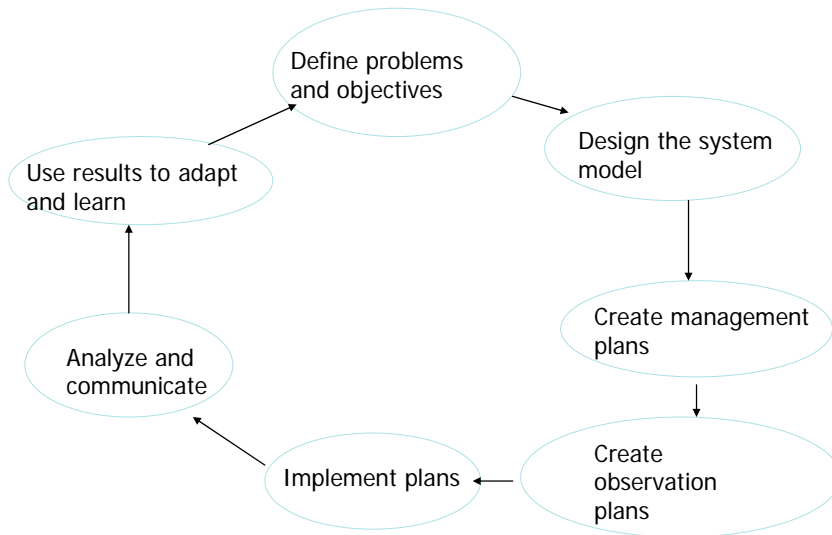 Define problems
and objectives
Design the system
model
Create management
plans
Create
observation
plans
Implement plans
Analyze and
communicate
Use results to adapt
and learn